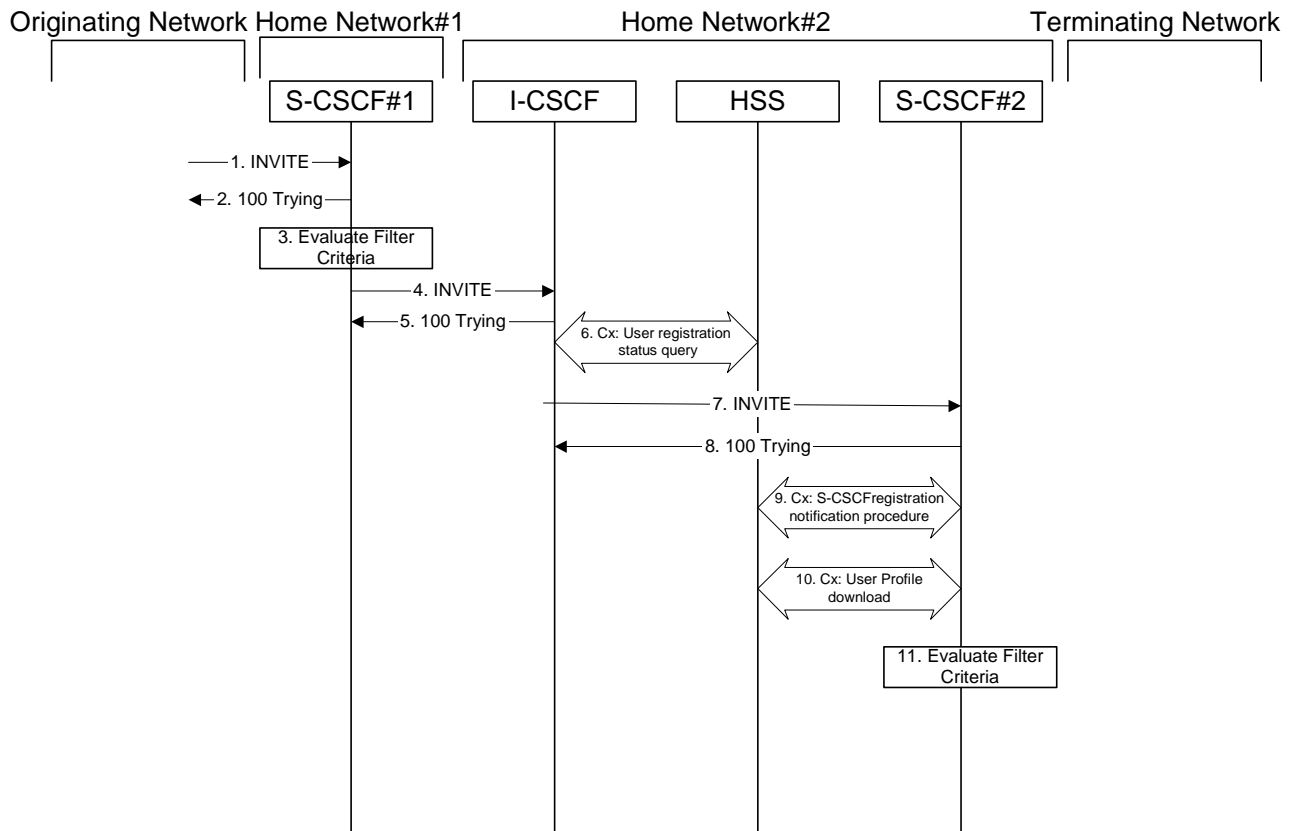 Originating Network Home Network#1 Home Network#2 Terminating Network
S-CSCF#1 I-CSCF HSS S-CSCF#2
1. INVITE
2. 100 Trying
3. Evaluate Filter
Criteria
4. INVITE
5. 100 Trying
6. Cx: User registration
status query
7. INVITE
8. 100 Trying
9. Cx: S-CSCFregistration
notification procedure
10. Cx: User Profile
download
11. Evaluate Filter
Criteria